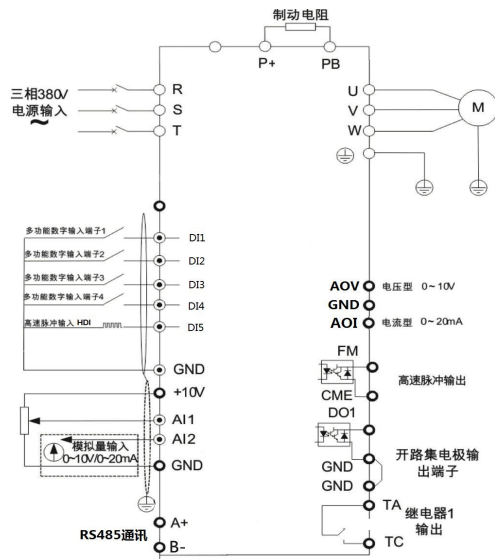 制动电阻
P+ PB
三相380V
电源输入
~
R
S
T
U
V
W
M
多功能数字输入端子1
DI1
多功能数字输入端子2
DI2
多功能数字输入端子3
DI3
多功能数字输入端子4
DI4
高速脉冲输入 HDI
DI5
GND
+10V
AI1
AI2
模拟量输入
0~10V/0~20mA
GND
RS485通讯
A+
B-
AOV 电压型 0~10V
GND
AOI 电流型 0~20mA
FM
高速脉冲输出
CME
DO1
开路集电极输
出端子
GND
GND
TA
继电器1
输出
TC